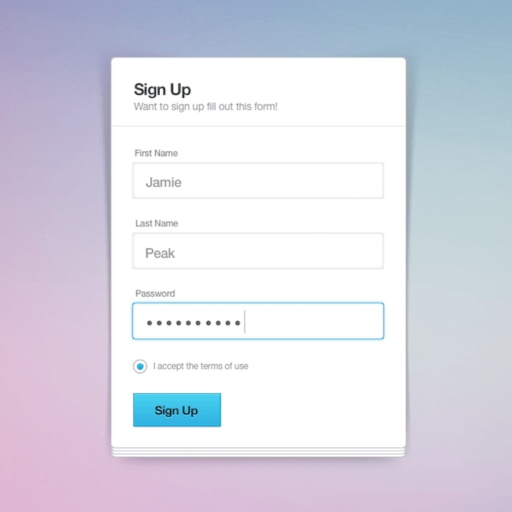 Sign Up
Want to sign up fill out this form!
First Name
Jamie
Last Name
Peak
Password
••••••••••
I accept the terms of use
Sign Up